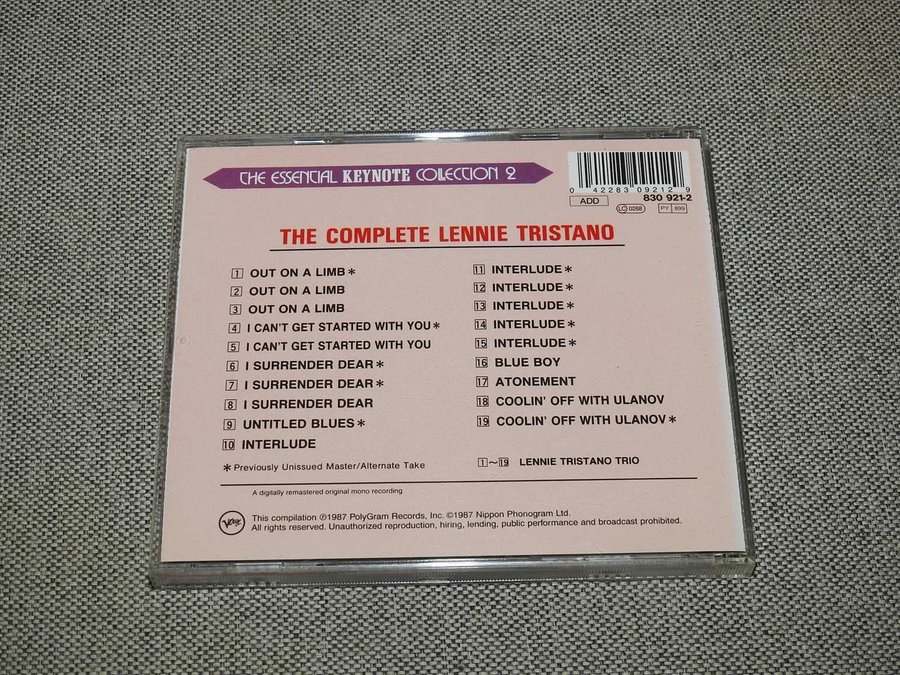 THE ESSENTIAL KEYNOTE COLLECTION 2
0 42283 09212 9
ADD
830 921-2
LC 0268
PY 899
THE COMPLETE LENNIE TRISTANO
1 OUT ON A LIMB*
2 OUT ON A LIMB
3 OUT ON A LIMB
4 I CAN'T GET STARTED WITH YOU*
5 I CAN'T GET STARTED WITH YOU
6 I SURRENDER DEAR*
7 I SURRENDER DEAR*
8 I SURRENDER DEAR
9 UNTITLED BLUES*
10 INTERLUDE
11 INTERLUDE*
12 INTERLUDE*
13 INTERLUDE*
14 INTERLUDE*
15 INTERLUDE*
16 BLUE BOY
17 ATONEMENT
18 COOLIN' OFF WITH ULANOV
19 COOLIN' OFF WITH ULANOV*
*Previously Unissued Master/Alternate Take
1~19 LENNIE TRISTANO TRIO
A digitally remastered original mono recording
Verve
This compilation ℗1987 PolyGram Records, Inc. ©1987 Nippon Phonogram Ltd.
All rights reserved. Unauthorized reproduction, hiring, lending, public performance and broadcast prohibited.